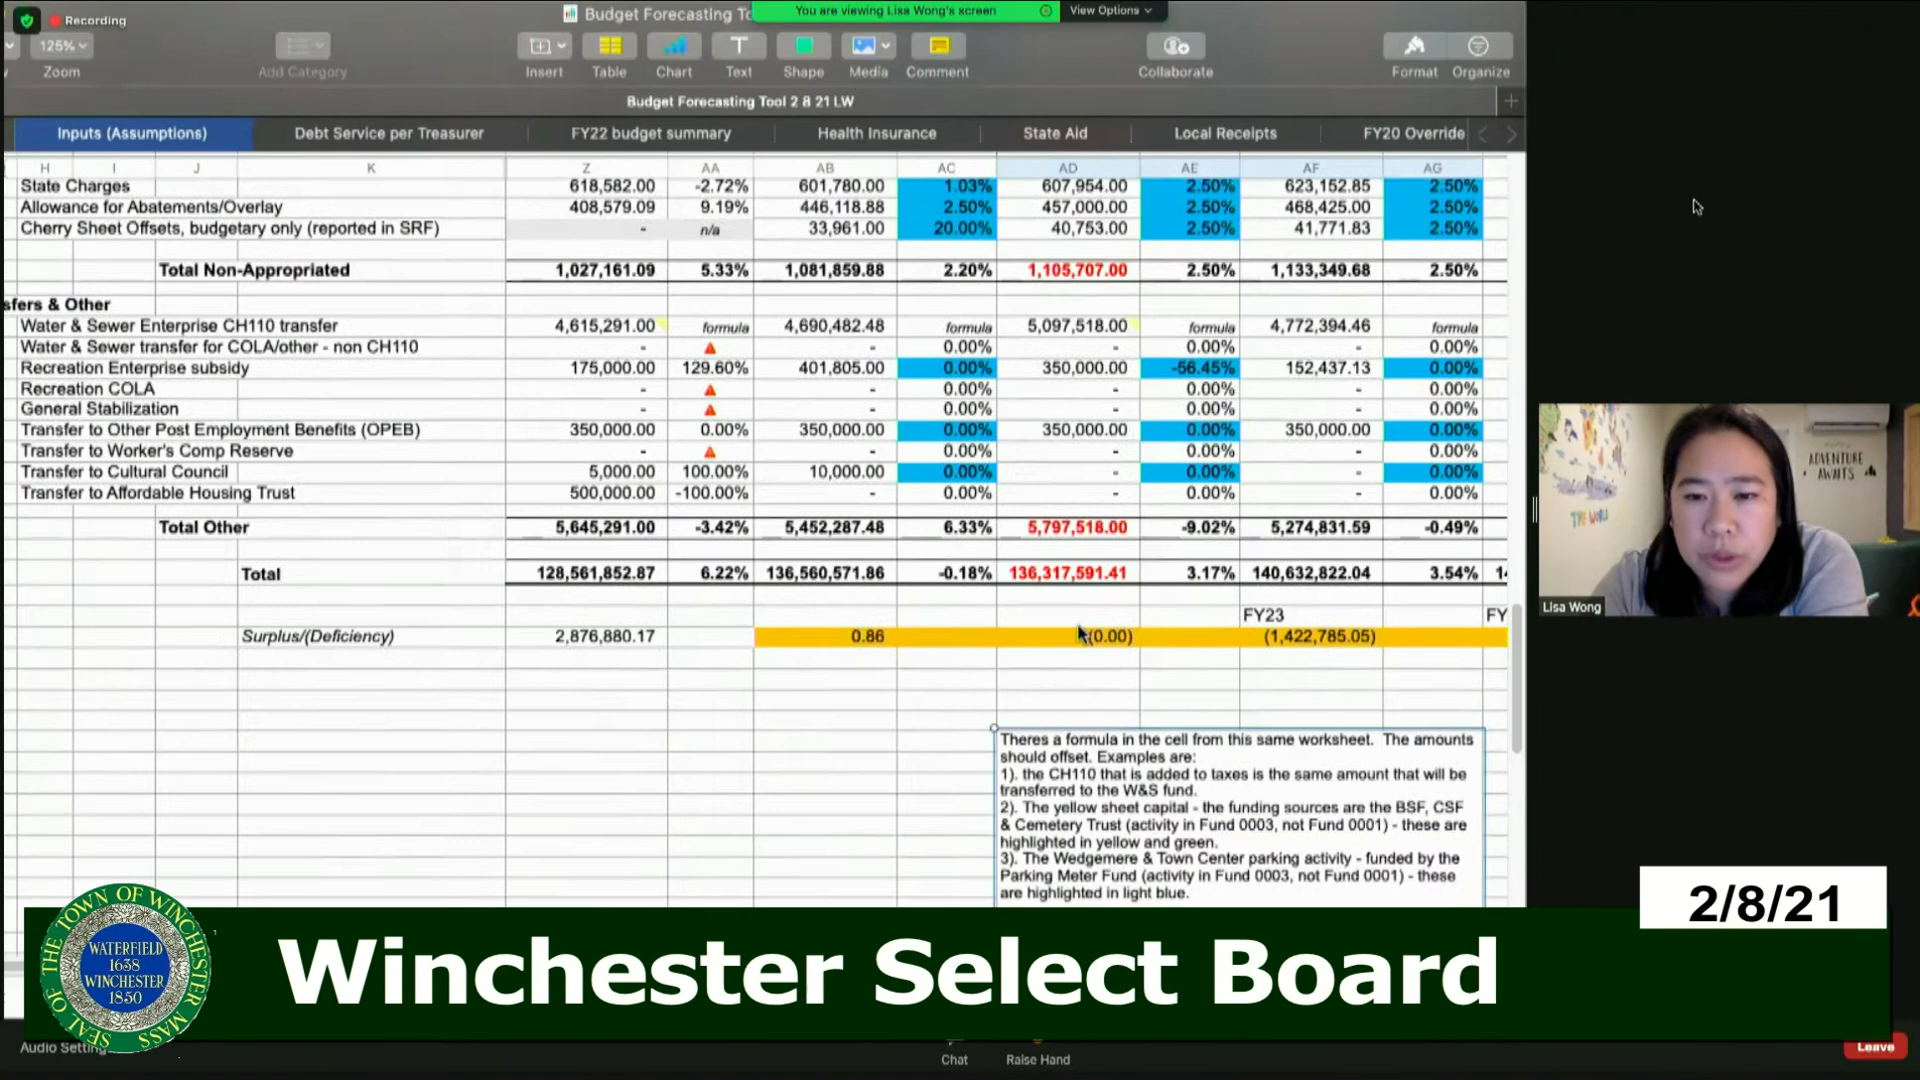 Recording
Budget Forecasting To
You are viewing Lisa Wong's screen
View Options
125%
Zoom
Add Category
Insert
Table
Chart
Text
Shape
Media
Comment
Collaborate
Format
Organize
Budget Forecasting Tool 2 8 21 LW
Inputs (Assumptions)
Debt Service per Treasurer
FY22 budget summary
Health Insurance
State Aid
Local Receipts
FY20 Override
H I J K Z AA AB AC AD AE AF AG
State Charges 618,582.00 -2.72% 601,780.00 1.03% 607,954.00 2.50% 623,152.85 2.50%
Allowance for Abatements/Overlay 408,579.09 9.19% 446,118.88 2.50% 457,000.00 2.50% 468,425.00 2.50%
Cherry Sheet Offsets, budgetary only (reported in SRF) - n/a 33,961.00 20.00% 40,753.00 2.50% 41,771.83 2.50%
Total Non-Appropriated 1,027,161.09 5.33% 1,081,859.88 2.20% 1,105,707.00 2.50% 1,133,349.68 2.50%
sfers & Other
Water & Sewer Enterprise CH110 transfer 4,615,291.00 formula 4,690,482.48 formula 5,097,518.00 formula 4,772,394.46 formula
Water & Sewer transfer for COLA/other - non CH110 - - 0.00% - 0.00% - 0.00%
Recreation Enterprise subsidy 175,000.00 129.60% 401,805.00 0.00% 350,000.00 -56.45% 152,437.13 0.00%
Recreation COLA - - 0.00% - 0.00% - 0.00%
General Stabilization - - 0.00% - 0.00% - 0.00%
Transfer to Other Post Employment Benefits (OPEB) 350,000.00 0.00% 350,000.00 0.00% 350,000.00 0.00% 350,000.00 0.00%
Transfer to Worker's Comp Reserve - - 0.00% - 0.00% - 0.00%
Transfer to Cultural Council 5,000.00 100.00% 10,000.00 0.00% - 0.00% - 0.00%
Transfer to Affordable Housing Trust 500,000.00 -100.00% - 0.00% - 0.00% - 0.00%
Total Other 5,645,291.00 -3.42% 5,452,287.48 6.33% 5,797,518.00 -9.02% 5,274,831.59 -0.49%
Total 128,561,852.87 6.22% 136,560,571.86 -0.18% 136,317,591.41 3.17% 140,632,822.04 3.54% 1
FY23 FY
Surplus/(Deficiency) 2,876,880.17 0.86 (0.00) (1,422,785.05)
Theres a formula in the cell from this same worksheet. The amounts
should offset. Examples are:
1). the CH110 that is added to taxes is the same amount that will be
transferred to the W&S fund.
2). The yellow sheet capital - the funding sources are the BSF, CSF
& Cemetery Trust (activity in Fund 0003, not Fund 0001) - these are
highlighted in yellow and green.
3). The Wedgemere & Town Center parking activity - funded by the
Parking Meter Fund (activity in Fund 0003, not Fund 0001) - these
are highlighted in light blue.
ADVENTURE
AWAITS
Lisa Wong
2/8/21
THE TOWN OF WINCHESTER MASS
SEAL OF
WATERFIELD
1638
WINCHESTER
1850
Winchester Select Board
Audio Setting
Chat
Raise Hand
Leave